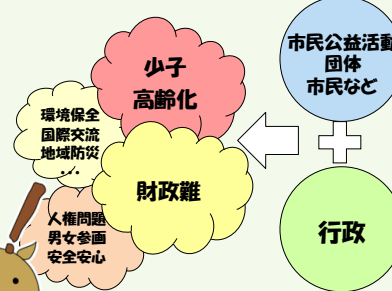 少子
高齢化
環境保全
国際交流
地域防災
・・・
財政難
人権問題
男女参画
安全安心
市民公益活動
団体
市民など
行政